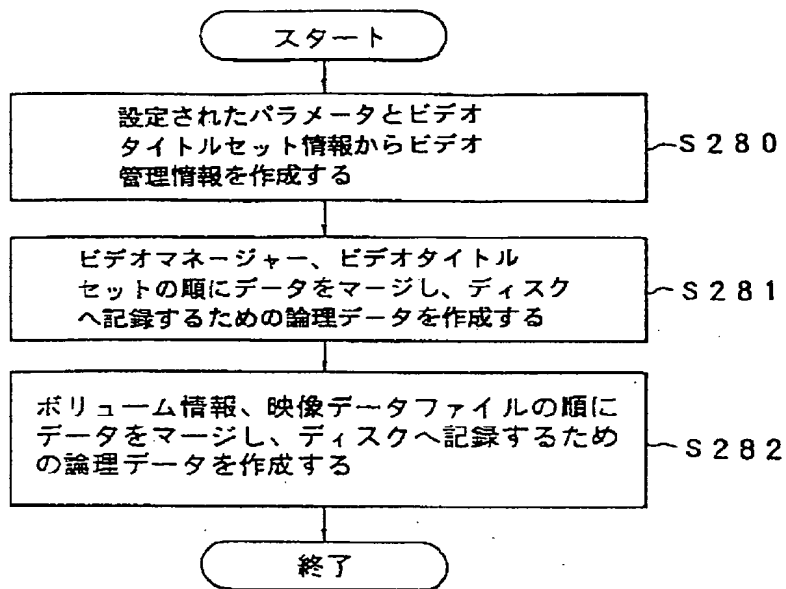 スタート
設定されたパラメータとビデオ
タイトルセット情報からビデオ
管理情報を作成する
S280
ビデオマネージャー、ビデオタイトル
セットの順にデータをマージし、ディスク
へ記録するための論理データを作成する
S281
ボリューム情報、映像データファイルの順に
データをマージし、ディスクへ記録するため
の論理データを作成する
S282
終了